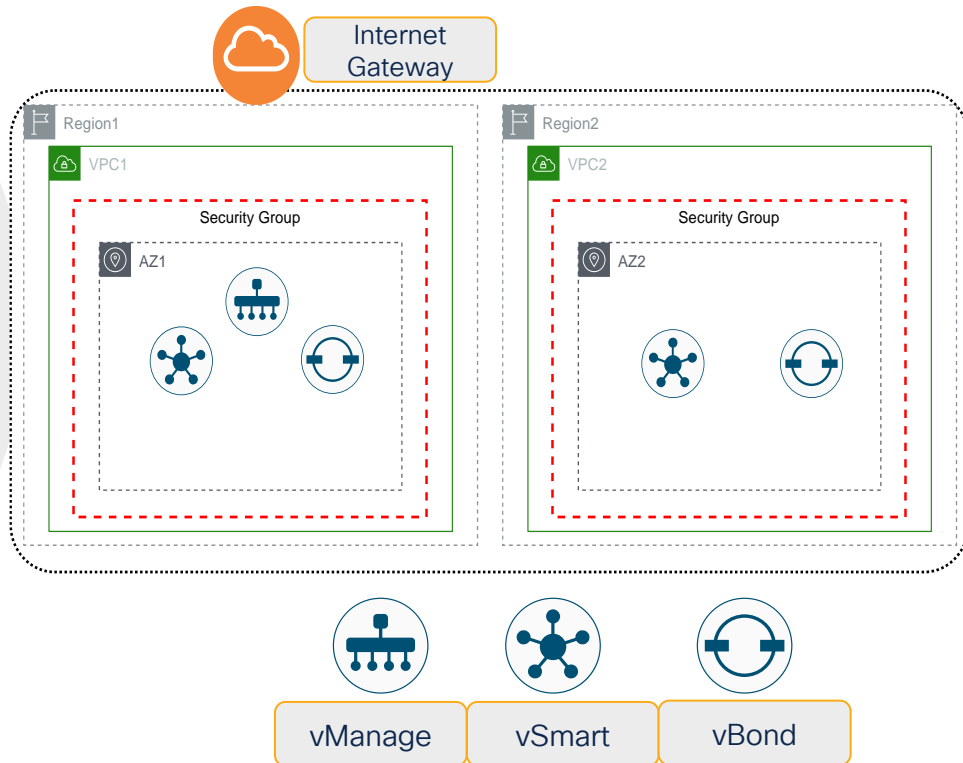 Internet
Gateway
Region1
Region2
VPC1
VPC2
Security Group
Security Group
AZ1
AZ2
vManage
vSmart
vBond